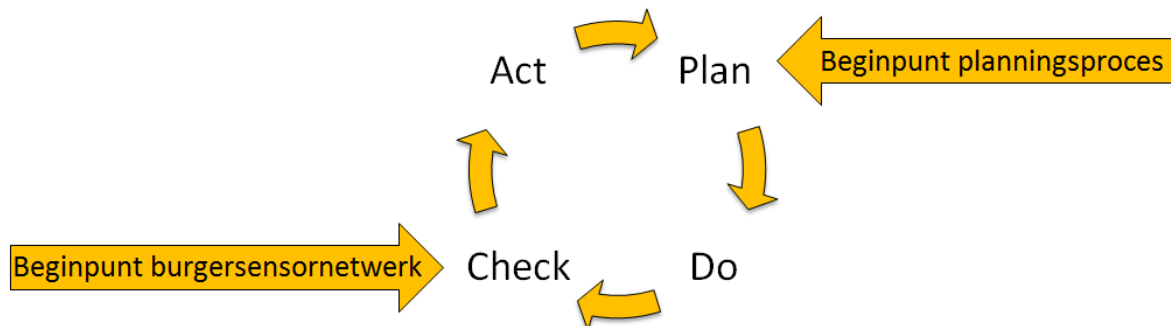 Act
Plan
Beginpunt planningsproces
Beginpunt burgersensornetwerk
Check
Do